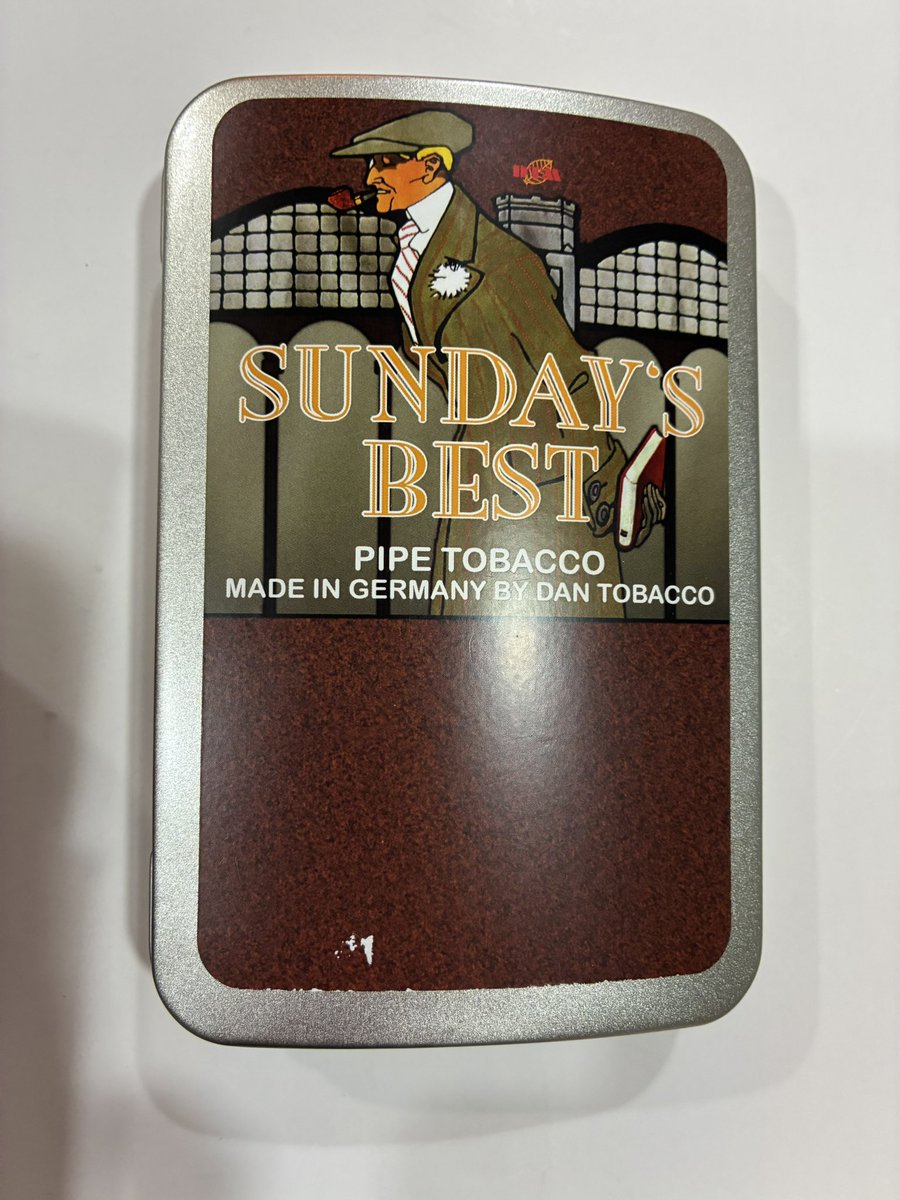 SUNDAY‘S
BEST
PIPE TOBACCO
MADE IN GERMANY BY DAN TOBACCO